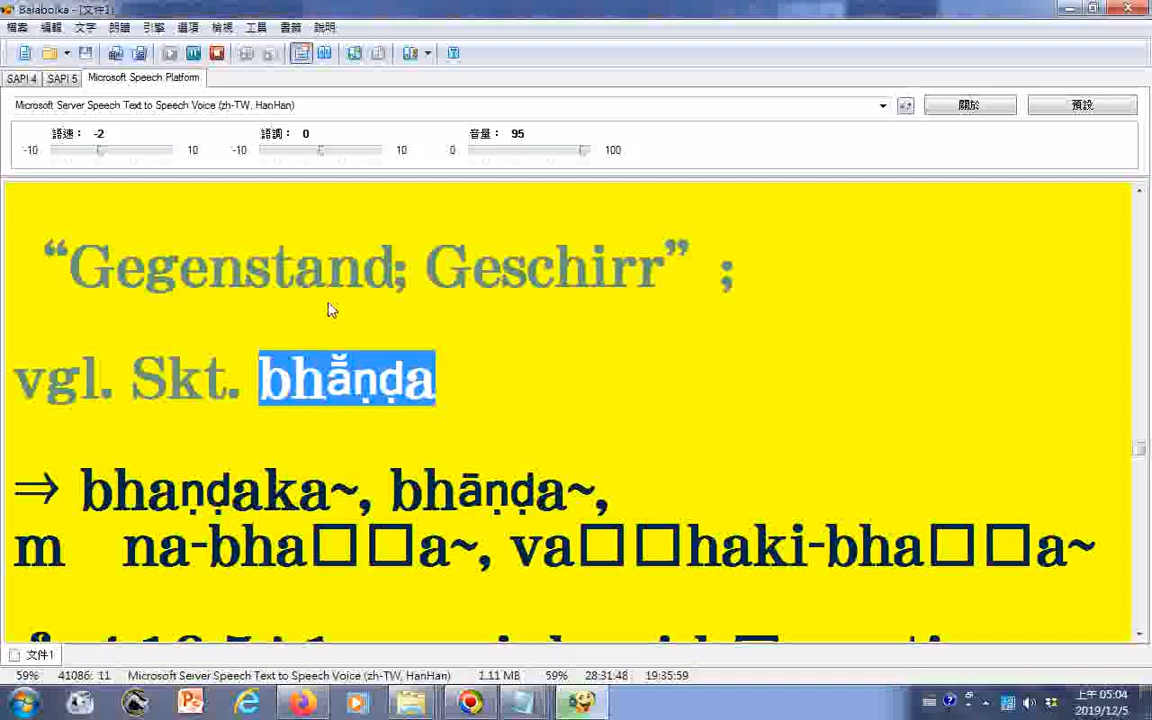 Balabolka - [文件1]
檔案 編輯 文字 朗讀 引擎 選項 檢視 工具 書籤 說明
SAPI 4 SAPI 5 Microsoft Speech Platform
Microsoft Server Speech Text to Speech Voice (zh-TW, HanHan) 關於 預設
語速： -2 語調： 0 音量： 95
-10 10 -10 10 0 100
“Gegenstand; Geschirr” ;
vgl. Skt. bhāṇḍa
⇒ bhaṇḍaka~, bhāṇḍa~,
m na-bha□□a~, va□□haki-bha□□a~
文件1
59% 41086: 11 Microsoft Server Speech Text to Speech Voice (zh-TW, HanHan) 1.11 MB 59% 28:31:48 19:35:59
上午 05:04
2019/12/5